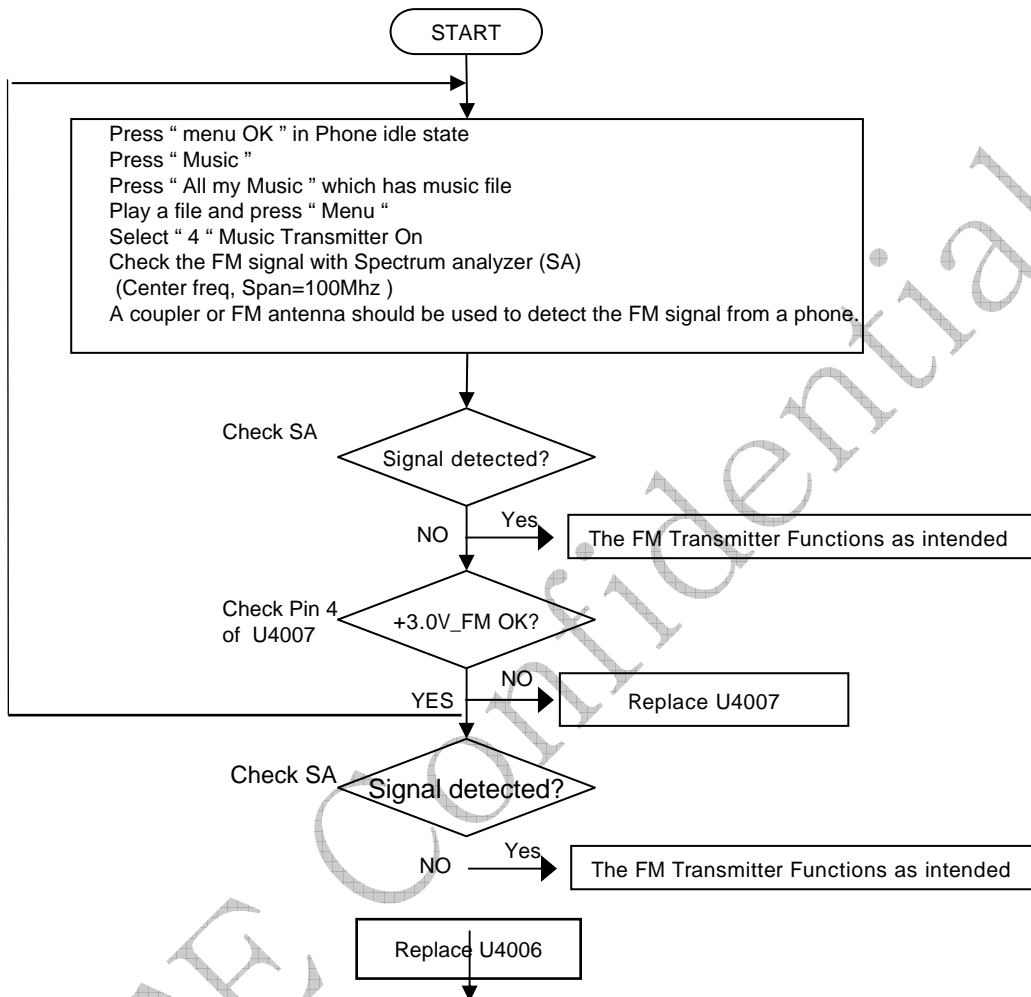 START
Press “ menu OK ” in Phone idle state
Press “ Music ”
Press “ All my Music ” which has music file
Play a file and press “ Menu “
Select “ 4 “ Music Transmitter On
Check the FM signal with Spectrum analyzer (SA)
(Center freq, Span=100Mhz )
A coupler or FM antenna should be used to detect the FM signal from a phone.
Check SA
Signal detected?
NO
Yes
The FM Transmitter Functions as intended
Check Pin 4
of U4007
+3.0V_FM OK?
YES
NO
Replace U4007
Check SA
Signal detected?
NO
Yes
The FM Transmitter Functions as intended
Replace U4006
Confidential